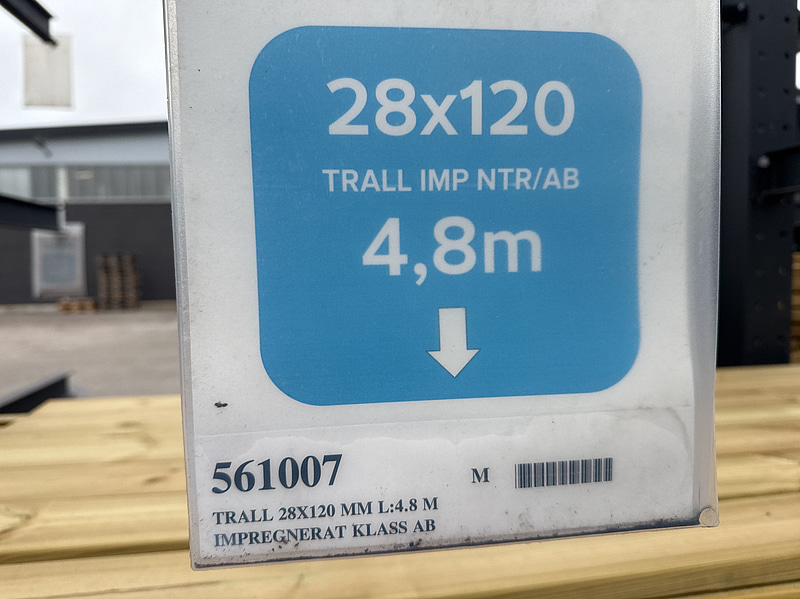 28x120
TRALL IMP NTR/AB
4,8m
561007 M
TRALL 28X120 MM L:4.8 M
IMPREGNERAT KLASS AB